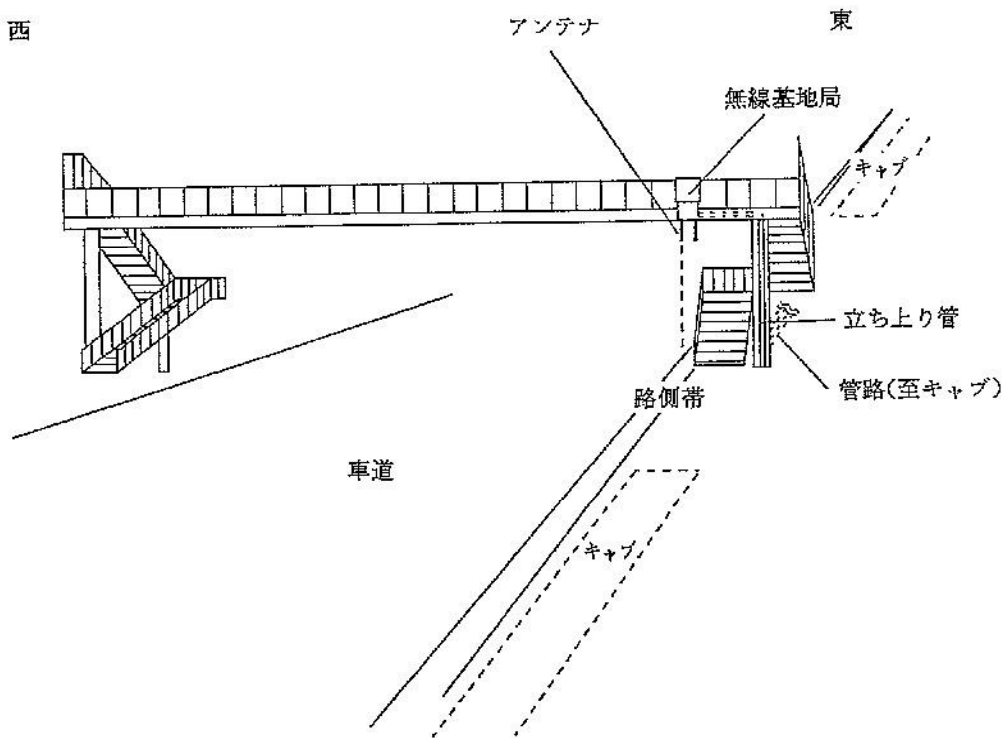 西
東
アンテナ
無線基地局
キャブ
立ち上り管
管路(至キャブ)
路側帯
車道
キャブ